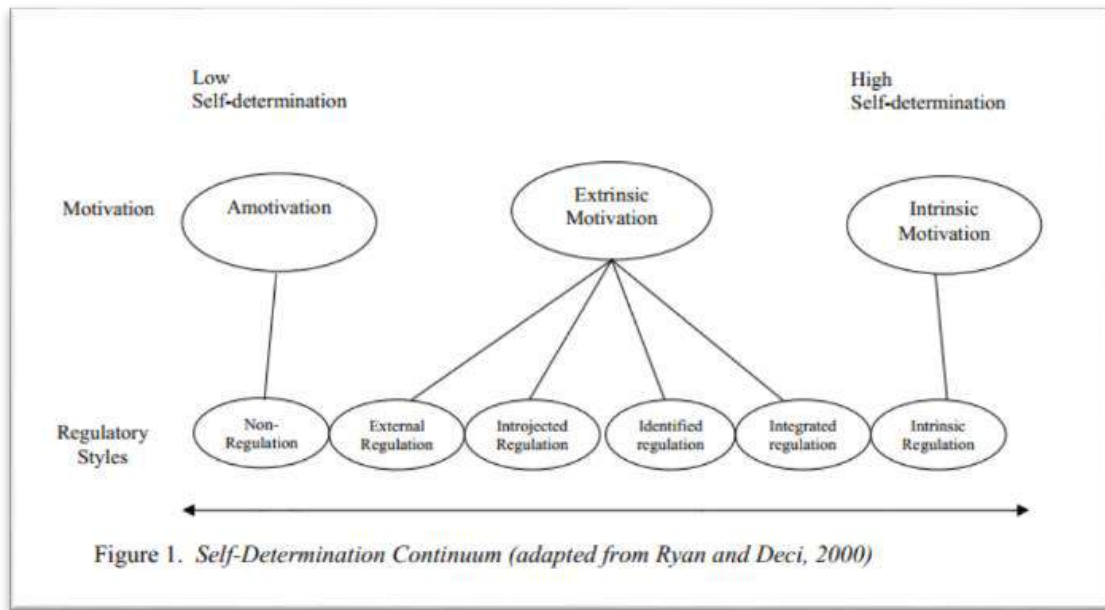 Low
Self-determination
High
Self-determination
Motivation
Amotivation
Extrinsic
Motivation
Intrinsic
Motivation
Regulatory
Styles
Non-
Regulation
External
Regulation
Introjected
Regulation
Identified
regulation
Integrated
regulation
Intrinsic
Regulation
Figure 1. Self-Determination Continuum (adapted from Ryan and Deci, 2000)